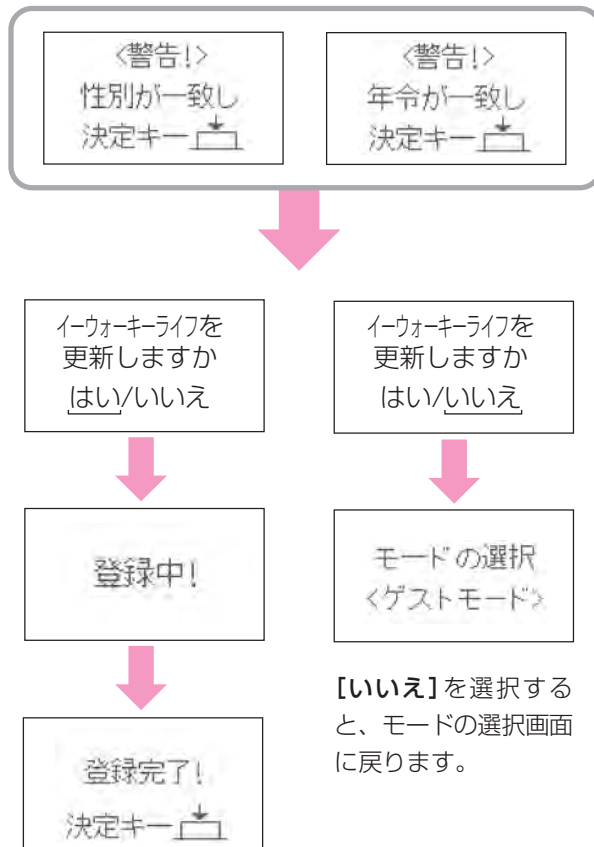 <警告!>
性別が一致し
決定キー
<警告!>
年令が一致し
決定キー
イーウォーキーライフを
更新しますか
はい/いいえ
イーウォーキーライフを
更新しますか
はい/いいえ
登録中!
モードの選択
<ゲストモード>
[いいえ]を選択する
と、モードの選択画面
に戻ります。
登録完了!
決定キー